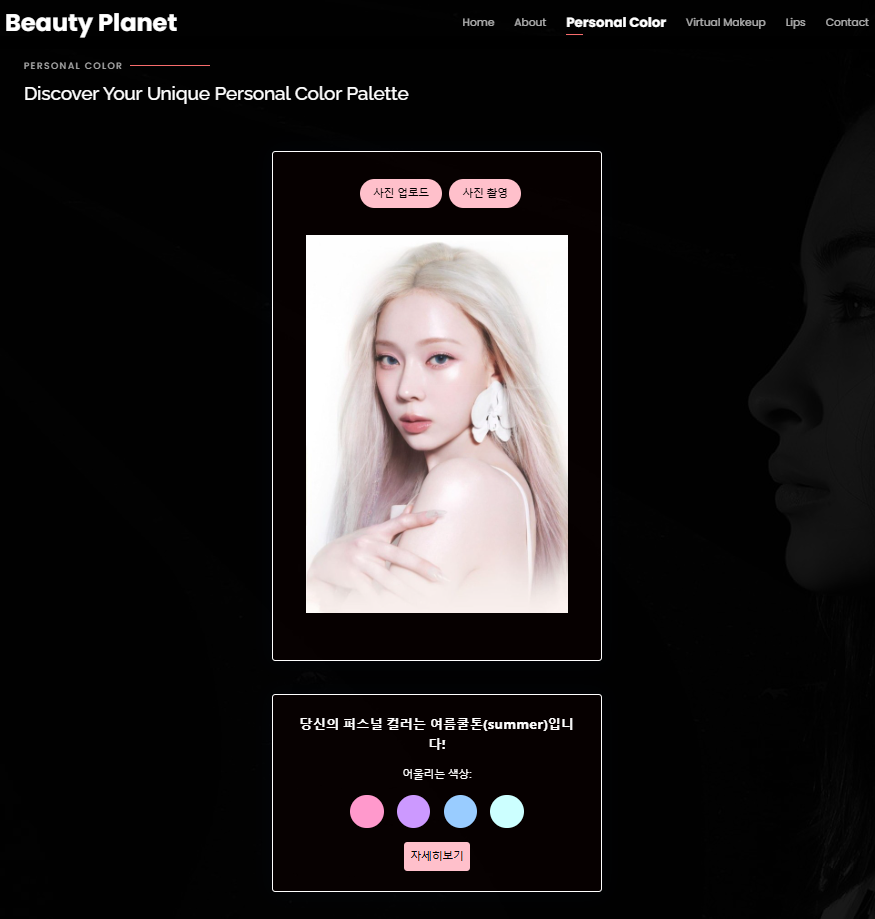 Beauty Planet
Home About Personal Color Virtual Makeup Lips Contact
PERSONAL COLOR
Discover Your Unique Personal Color Palette
사진 업로드 사진 촬영
당신의 퍼스널 컬러는 여름쿨톤(summer)입니
다!
어울리는 색상:
자세히보기